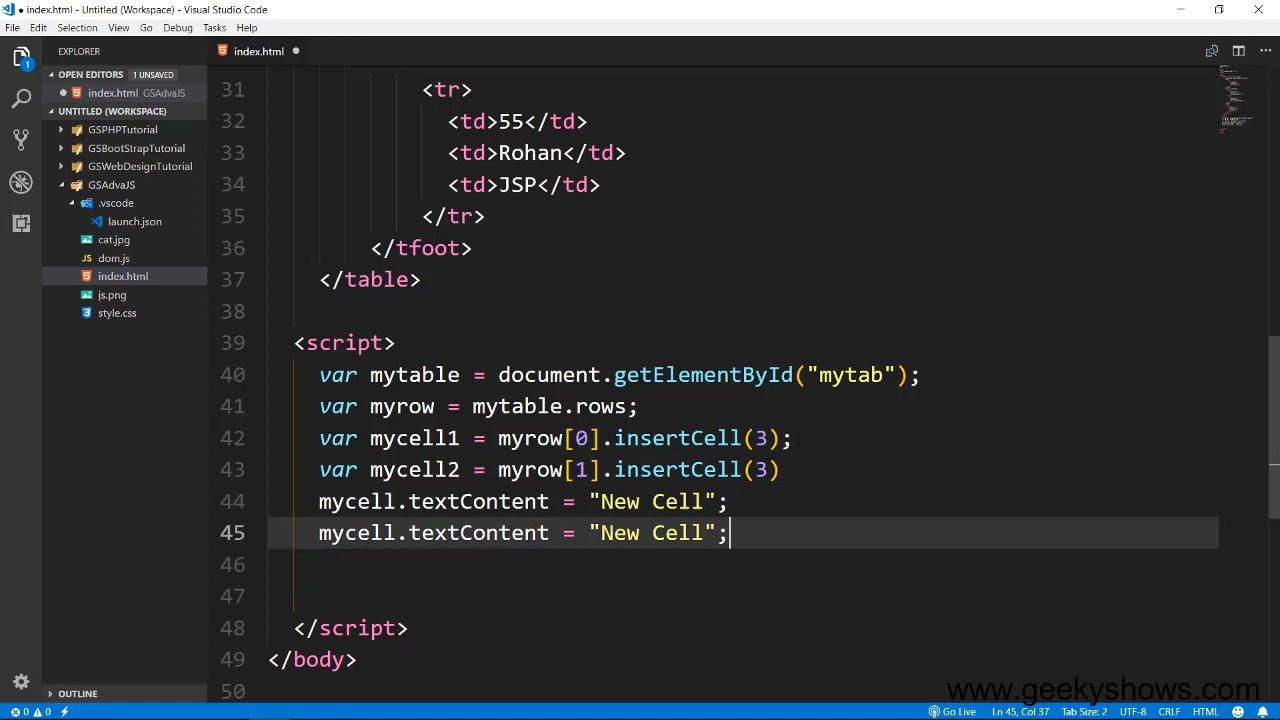 ● index.html - Untitled (Workspace) - Visual Studio Code
File Edit Selection View Go Debug Tasks Help
EXPLORER
OPEN EDITORS 1 UNSAVED
index.html GSAdvaJS
UNTITLED (WORKSPACE)
GSPHPTutorial
GSBootStrapTutorial
GSWebDesignTutorial
GSAdvaJS
.vscode
launch.json
cat.jpg
JS dom.js
index.html
js.png
style.css
OUTLINE
1
index.html
31 <tr>
32 <td>55</td>
33 <td>Rohan</td>
34 <td>JSP</td>
35 </tr>
36 </tfoot>
37 </table>
38
39 <script>
40 var mytable = document.getElementById("mytab");
41 var myrow = mytable.rows;
42 var mycell1 = myrow[0].insertCell(3);
43 var mycell2 = myrow[1].insertCell(3)
44 mycell.textContent = "New Cell";
45 mycell.textContent = "New Cell";
46
47
48 </script>
49 </body>
50
www.geekyshows.com
0 0 Go Live Ln 45, Col 37 Tab Size: 2 UTF-8 CRLF HTML